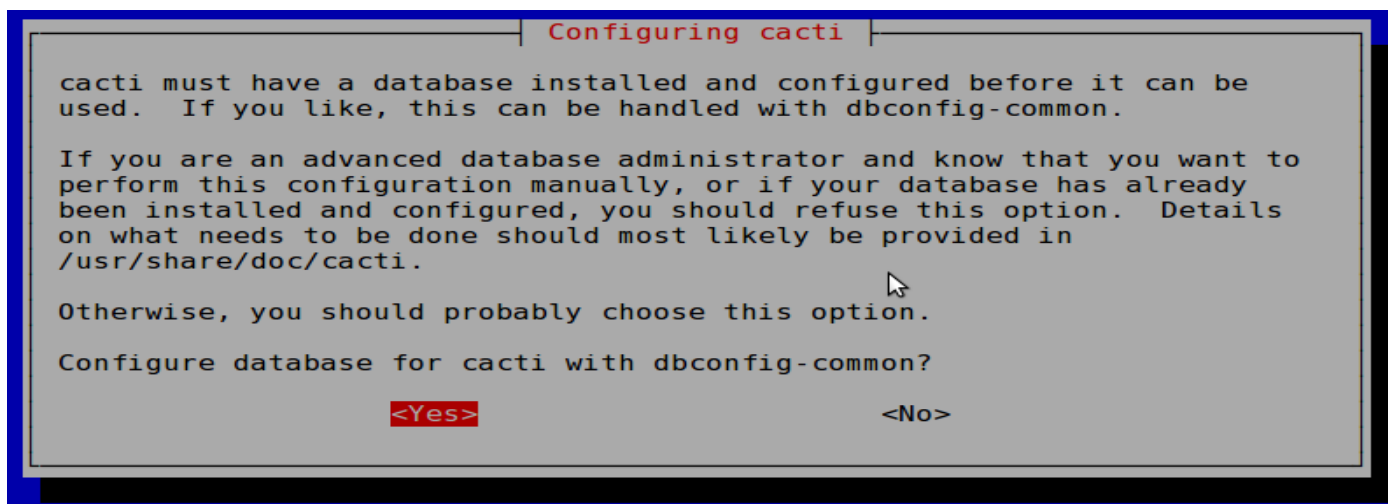 Configuring cacti
cacti must have a database installed and configured before it can be
used.  If you like, this can be handled with dbconfig-common.
If you are an advanced database administrator and know that you want to
perform this configuration manually, or if your database has already
been installed and configured, you should refuse this option.  Details
on what needs to be done should most likely be provided in
/usr/share/doc/cacti.
Otherwise, you should probably choose this option.
Configure database for cacti with dbconfig-common?
<Yes> <No>